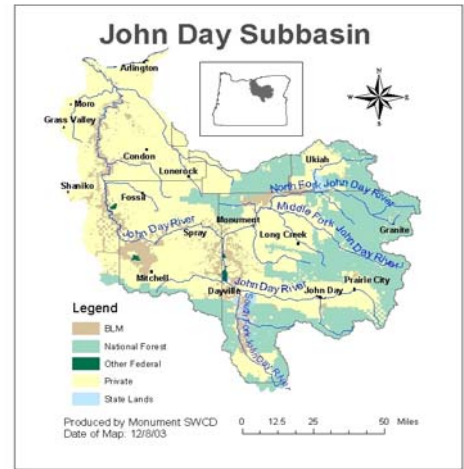 John Day Subbasin
Arlington
N
W E
S
Moro
Grass Valley
Condon
Lonerock
Ukiah
Shaniko
Fossil
North Fork John Day River
Middle Fork John Day River
Monument
Granite
John Day River
Spray
Long Creek
Mitchell
Dayville
John Day River
John Day
Prairie City
South Fork John Day River
Legend
BLM
National Forest
Other Federal
Private
State Lands
Produced by Monument SWCD
Date of Map: 12/8/03
0 12.5 25 50 Miles